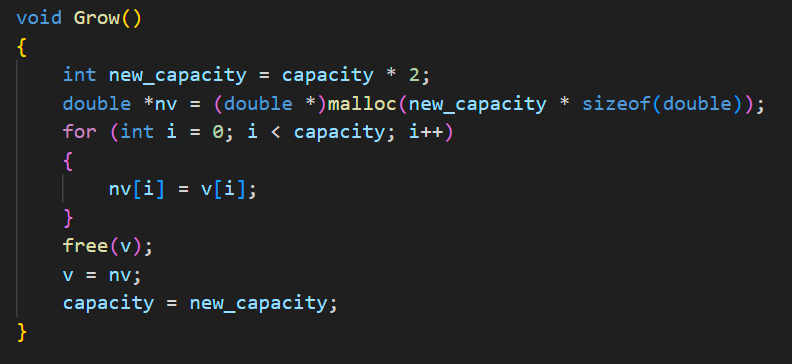 void Grow()
{
    int new_capacity = capacity * 2;
    double *nv = (double *)malloc(new_capacity * sizeof(double));
    for (int i = 0; i < capacity; i++)
    {
        nv[i] = v[i];
    }
    free(v);
    v = nv;
    capacity = new_capacity;
}